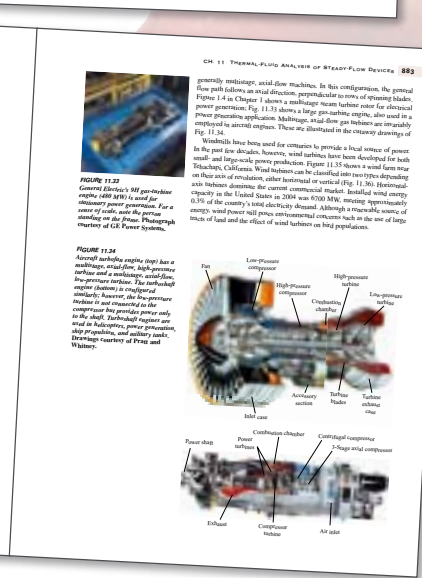 CH. 11 THERMAL-FLUID ANALYSIS OF STEADY-FLOW DEVICES 883
generally multistage, axial-flow machines. In this configuration, the general
flow path follows an axial direction, perpendicular to rows of spinning blades.
Figure 1.4 in Chapter 1 shows a multistage steam turbine rotor for electrical
power generation; Fig. 11.33 shows a large gas-turbine engine, also used in a
power generation application. Multistage, axial-flow gas turbines are invariably
employed in aircraft engines. These are illustrated in the cutaway drawings of
Fig. 11.34.
Windmills have been used for centuries to provide a local source of power.
In the past few decades, however, wind turbines have been developed for both
small- and large-scale power production. Figure 11.35 shows a wind farm near
Tehachapi, California. Wind turbines can be classified into two types depending
on their axis of revolution, either horizontal or vertical (Fig. 11.36). Horizontal-
axis turbines dominate the current commercial market. Installed wind energy
capacity in the United States in 2004 was 6700 MW, meeting approximately
0.3% of the country's total electricity demand. Although a renewable source of
energy, wind power still poses environmental concerns such as the use of large
tracts of land and the effect of wind turbines on bird populations.
FIGURE 11.33
General Electric's 9H gas-turbine
engine (480 MW) is used for
stationary power generation. For a
sense of scale, note the person
standing on the frame. Photograph
courtesy of GE Power Systems.
FIGURE 11.34
Aircraft turbofan engine (top) has a
multistage, axial-flow, high-pressure
turbine and a multistage, axial-flow,
low-pressure turbine. The turboshaft
engine (bottom) is configured
similarly; however, the low-pressure
turbine is not connected to the
compressor but provides power only
to the shaft. Turboshaft engines are
used in helicopters, power generation,
ship propulsion, and military tanks.
Drawings courtesy of Pratt and
Whitney.
Fan
Low-pressure
compressor
High-pressure
compressor
Combustion
chamber
High-pressure
turbine
Low-pressure
turbine
Accessory
section
Turbine
blades
Turbine
exhaust
case
Inlet case
Power shaft
Power
turbines
Combustion chamber
Centrifugal compressor
3-Stage axial compressor
Exhaust
Compressor
turbine
Air inlet